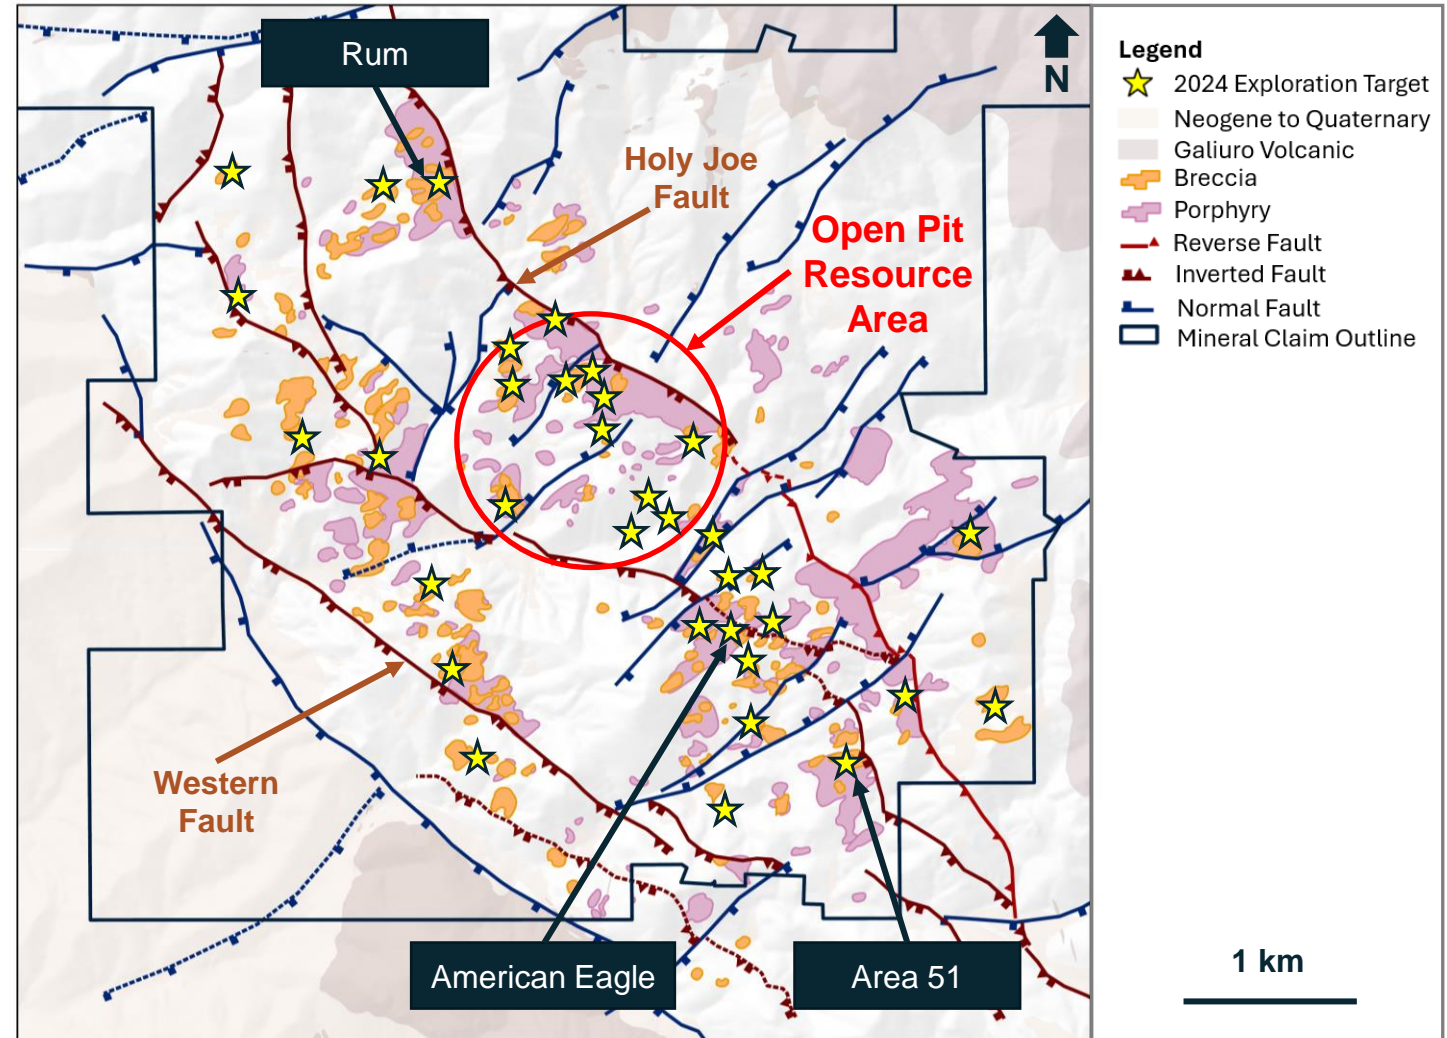 Rum
Holy Joe
Fault
Open Pit
Resource
Area
Western
Fault
American Eagle
Area 51
N
Legend
2024 Exploration Target
Neogene to Quaternary
Galiuro Volcanic
Breccia
Porphyry
Reverse Fault
Inverted Fault
Normal Fault
Mineral Claim Outline
1 km